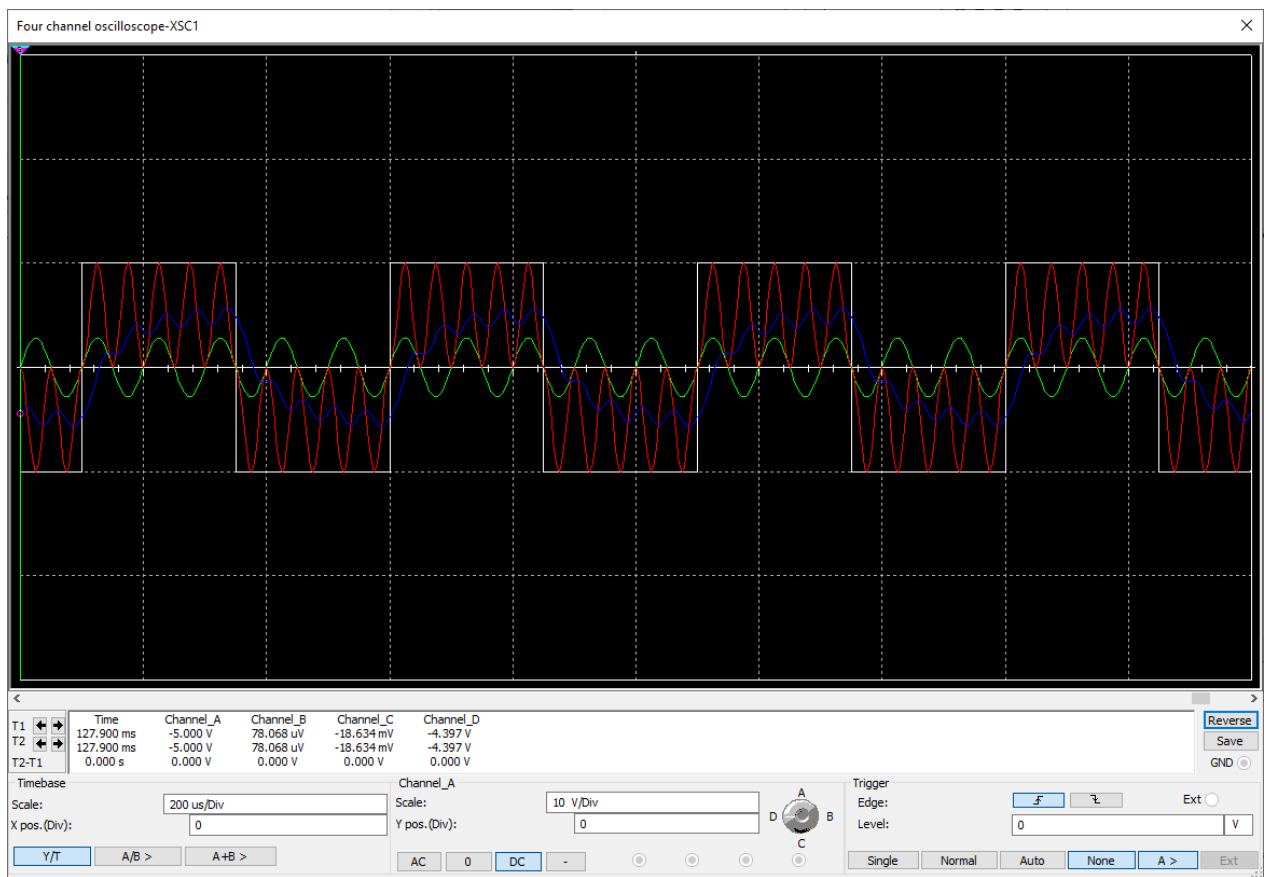 Four channel oscilloscope-XSC1
T1 Time Channel_A Channel_B Channel_C Channel_D Reverse
127.900 ms -5.000 V 78.068 uV -18.634 mV -4.397 V
T2 127.900 ms -5.000 V 78.068 uV -18.634 mV -4.397 V Save
T2-T1 0.000 s 0.000 V 0.000 V 0.000 V 0.000 V GND
Timebase Channel_A Trigger
Scale: 200 us/Div Scale: 10 V/Div A Edge: Ext
X pos.(Div): 0 Y pos.(Div): 0 D B Level: 0 V
C
Y/T A/B > A+B > AC 0 DC - Single Normal Auto None A > Ext